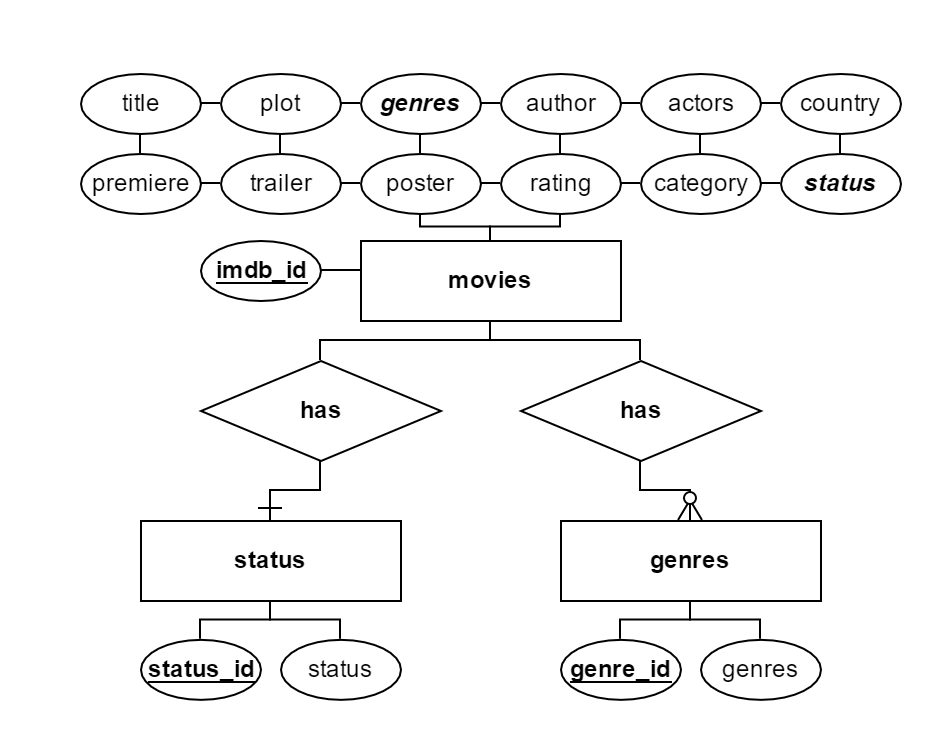 title plot genres author actors country
premiere trailer poster rating category status
imdb_id
movies
has has
status genres
status_id status genre_id genres